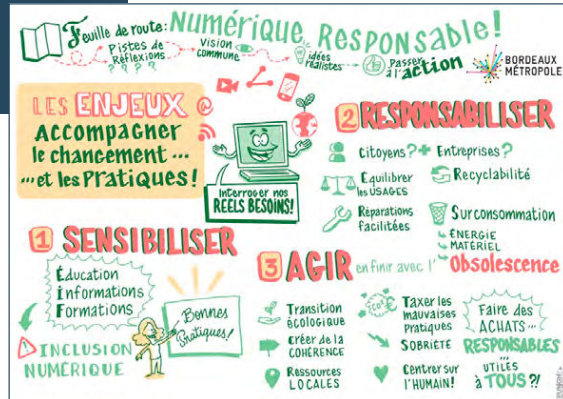 Feuille de route: Numérique Responsable!
Pistes de
Réflexions
? ? ? ?
Vision
commune
idées
réalistes
Passer
à l'action
BORDEAUX
MÉTROPOLE
LES ENJEUX
Accompagner
le changement ...
... et les Pratiques!
Interroger nos
RÉELS BESOINS!
2 RESPONSABILISER
Citoyens? + Entreprises?
Equilibrer
les USAGES
Recyclabilité
Réparations
facilitées
Surconsommation
ÉNERGIE
MATÉRIEL
1 SENSIBILISER
Éducation
Informations
Formations
Bonnes
Pratiques!
INCLUSION
NUMÉRIQUE
3 AGIR en finir avec l'Obsolescence
Transition
écologique
Créer de la
COHÉRENCE
Ressources
LOCALES
Taxer les
mauvaises
Pratiques
SOBRIÉTÉ
Centrer sur
l'HUMAIN!
Faire des
ACHATS...
RESPONSABLES
...
UTILES
à TOUS?!